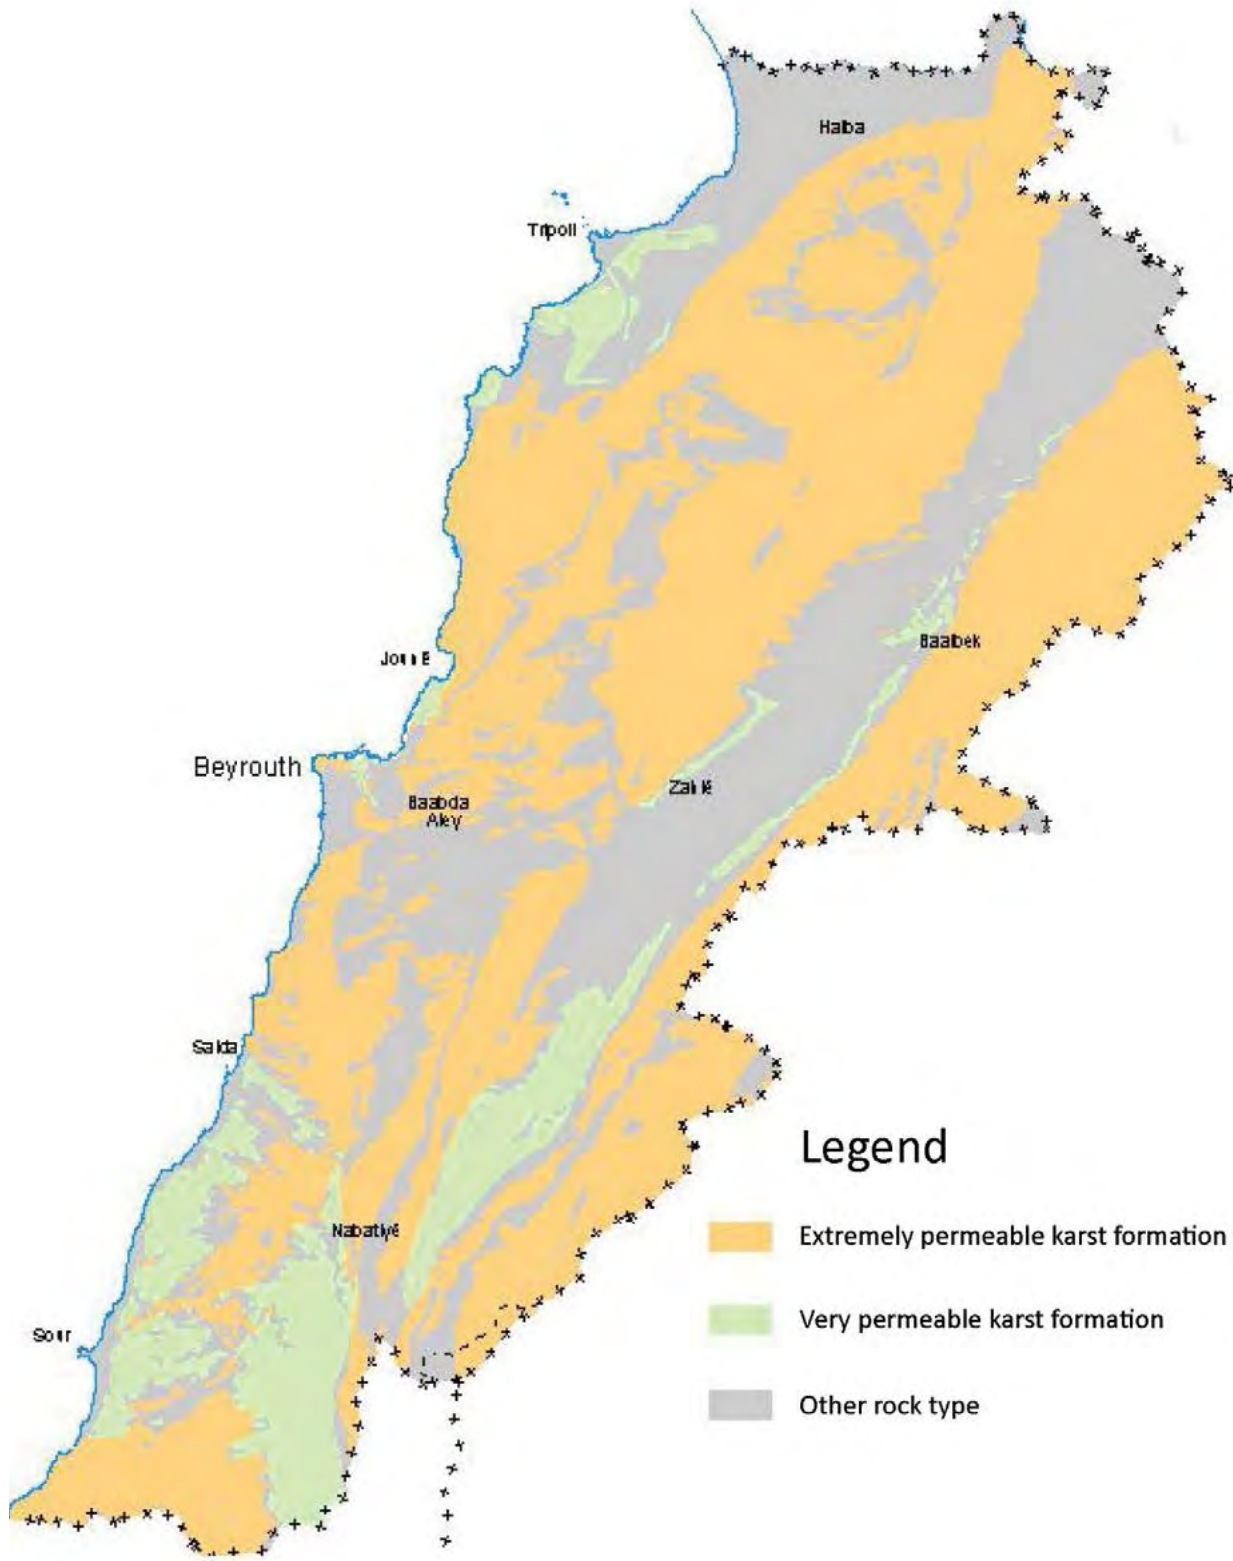 Halba
Tripoli
Jounié
Beyrouth
Baabda
Aley
Baalbek
Zahlé
Saida
Nabatiyé
Sour
Legend
Extremely permeable karst formation
Very permeable karst formation
Other rock type